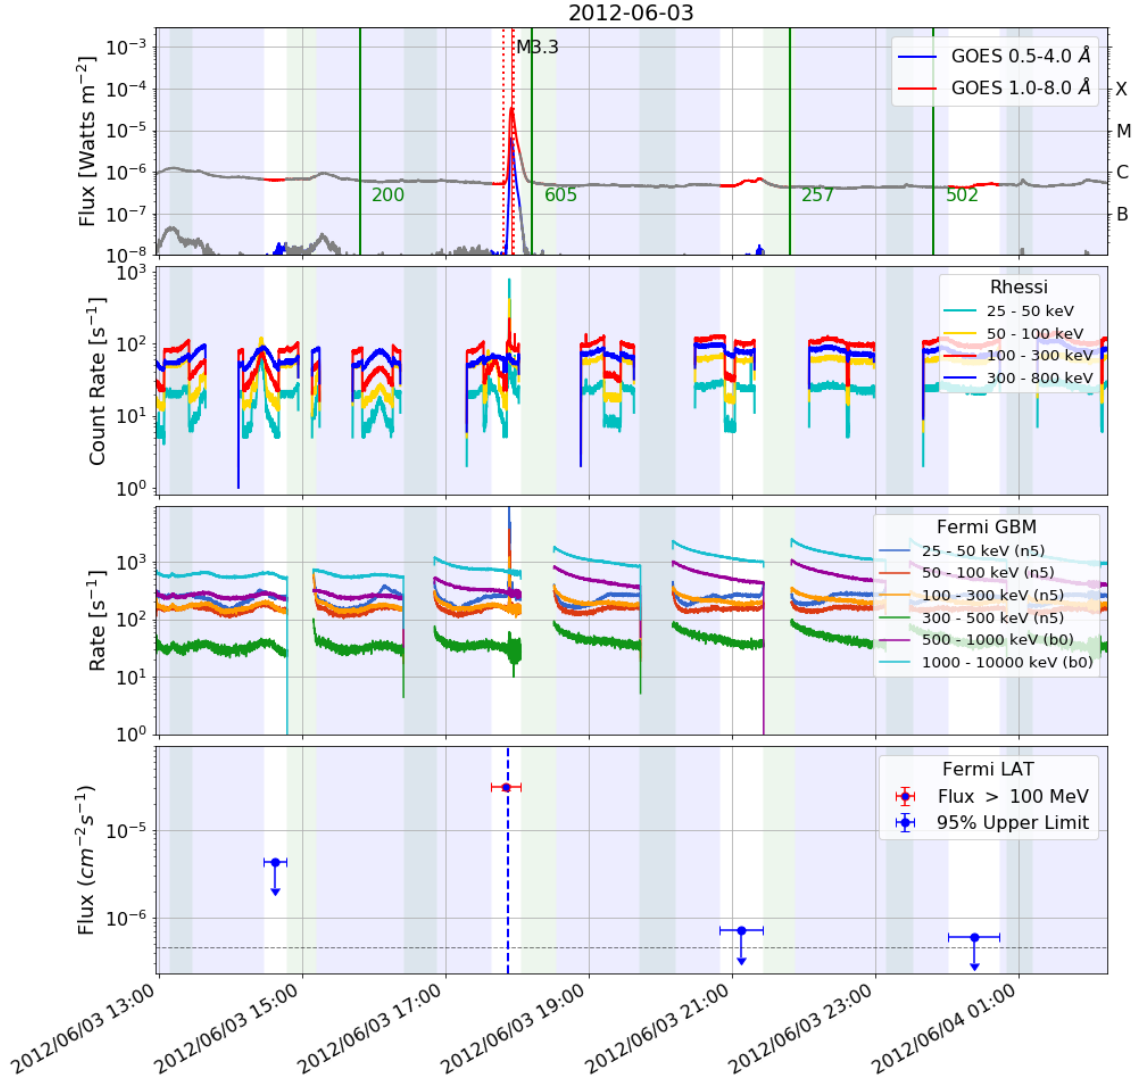 2012-06-03
Flux [Watts m⁻²]
10⁻³
10⁻⁴
10⁻⁵
10⁻⁶
10⁻⁷
10⁻⁸
M3.3
200
605
257
502
GOES 0.5-4.0 Å
GOES 1.0-8.0 Å
X
M
C
B
Count Rate [s⁻¹]
10³
10²
10¹
10⁰
Rhessi
25 - 50 keV
50 - 100 keV
100 - 300 keV
300 - 800 keV
Rate [s⁻¹]
10³
10²
10¹
10⁰
Fermi GBM
25 - 50 keV (n5)
50 - 100 keV (n5)
100 - 300 keV (n5)
300 - 500 keV (n5)
500 - 1000 keV (b0)
1000 - 10000 keV (b0)
Flux (cm⁻²s⁻¹)
10⁻⁵
10⁻⁶
Fermi LAT
Flux > 100 MeV
95% Upper Limit
2012/06/03 13:00
2012/06/03 15:00
2012/06/03 17:00
2012/06/03 19:00
2012/06/03 21:00
2012/06/03 23:00
2012/06/04 01:00